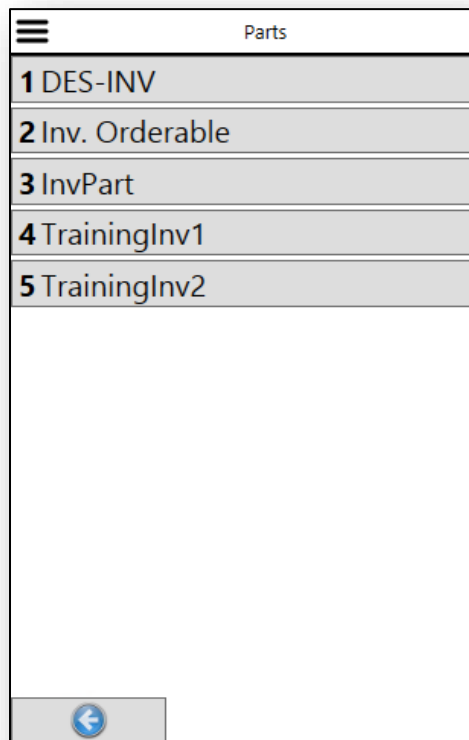 Parts
1 DES-INV
2 Inv. Orderable
3 InvPart
4 TrainingInv1
5 TrainingInv2